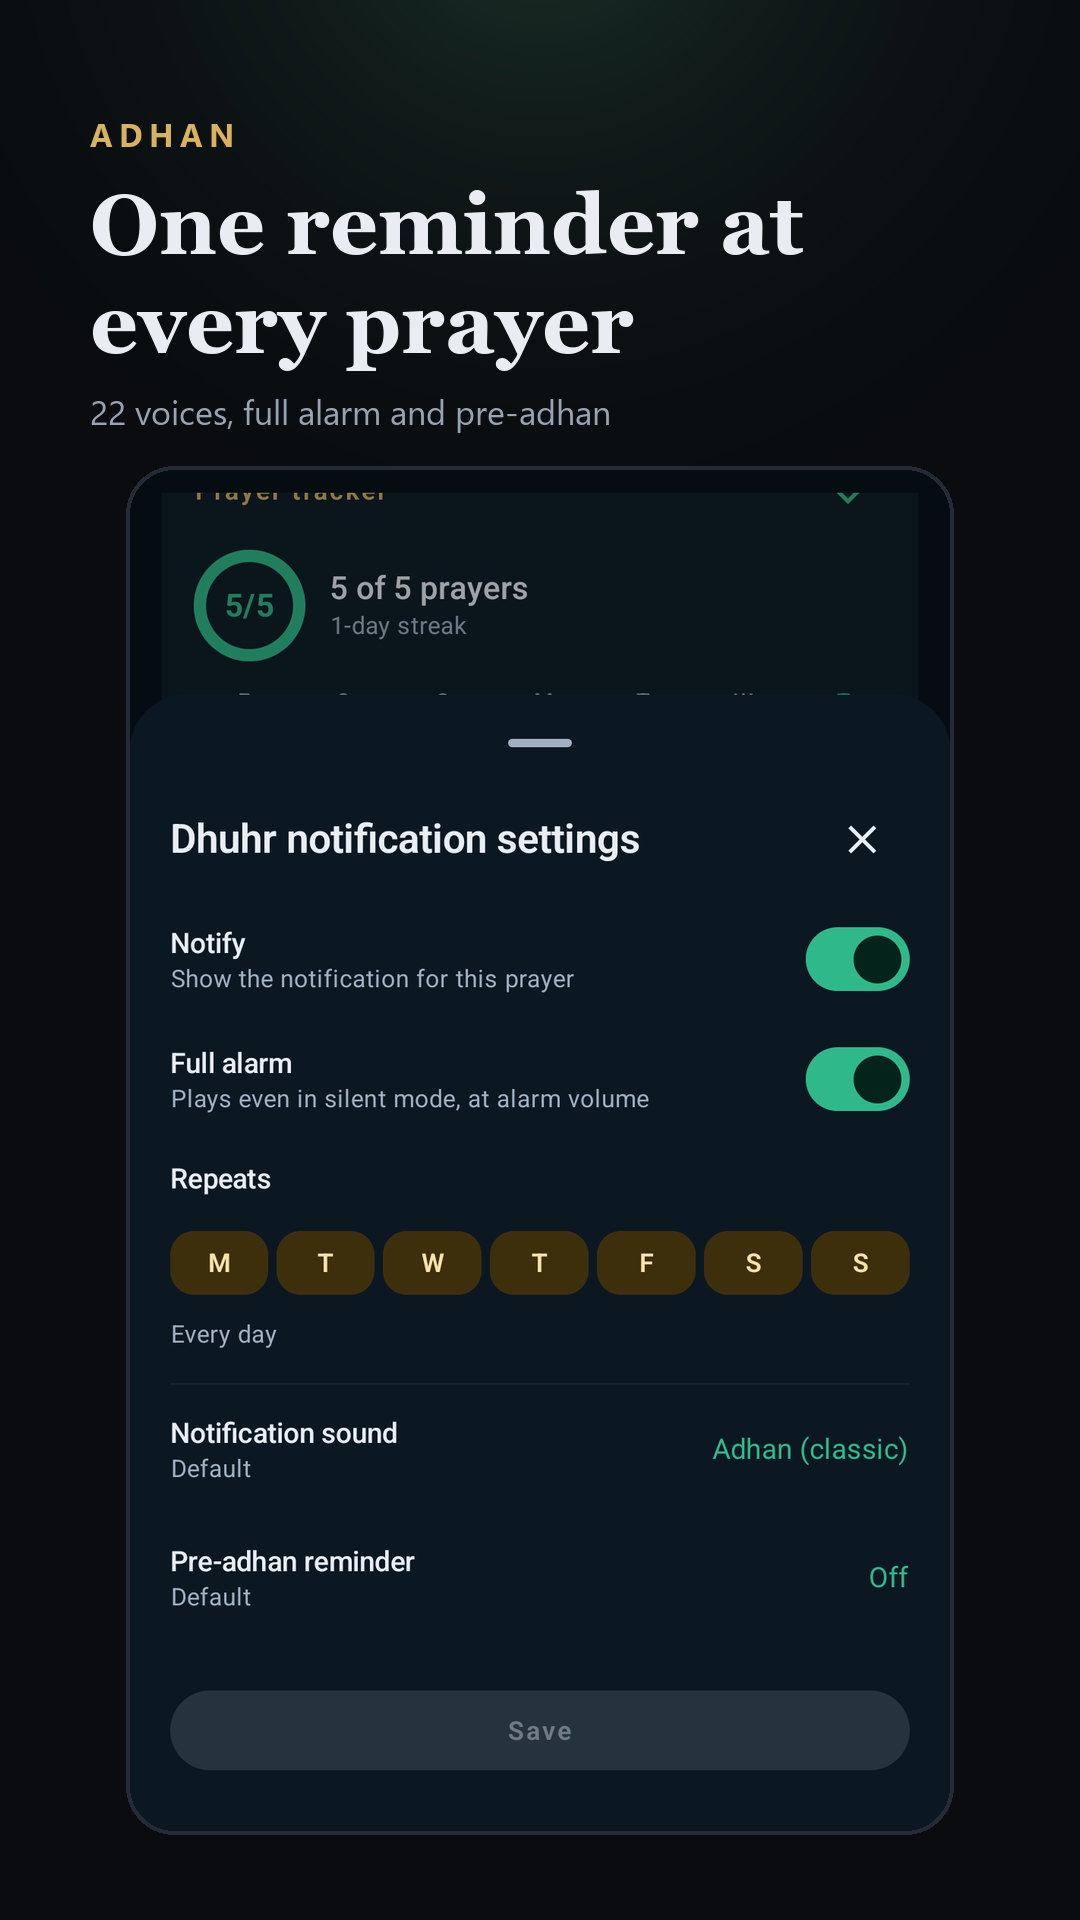 ADHAN
One reminder at
every prayer
22 voices, full alarm and pre-adhan
Prayer tracker
5/5
5 of 5 prayers
1-day streak
Dhuhr notification settings
Notify
Show the notification for this prayer
Full alarm
Plays even in silent mode, at alarm volume
Repeats
M T W T F S S
Every day
Notification sound
Default
Adhan (classic)
Pre-adhan reminder
Default
Off
Save